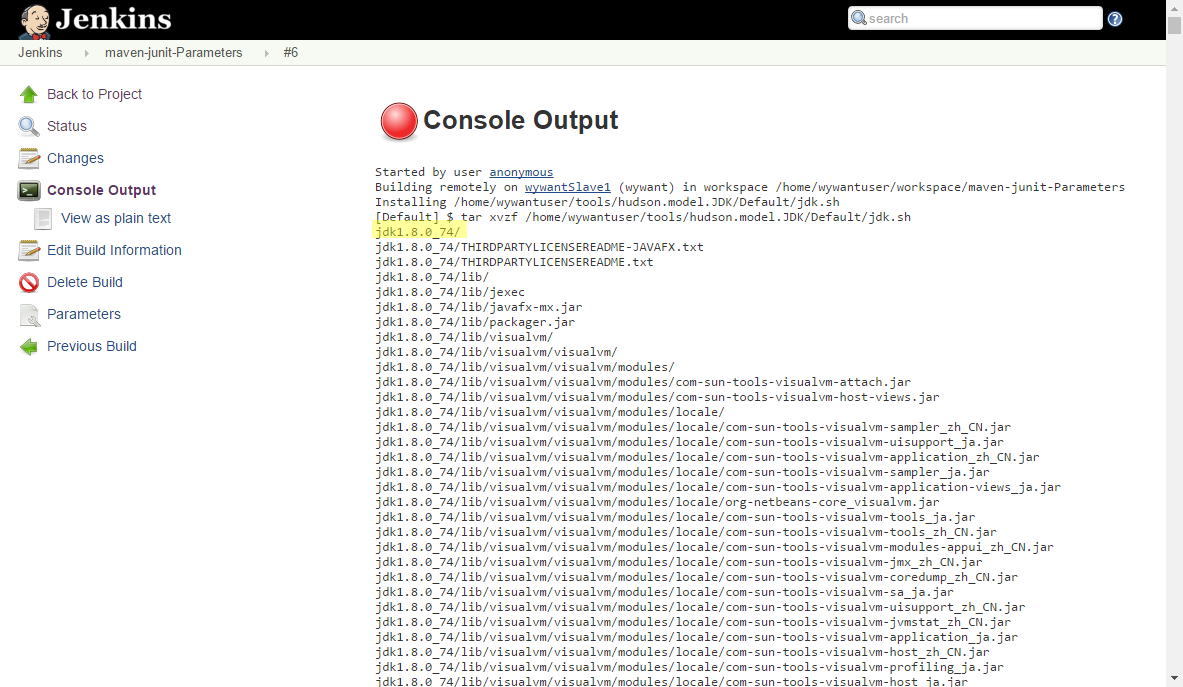 Jenkins
search
Jenkins maven-junit-Parameters #6
Back to Project
Status
Changes
Console Output
View as plain text
Edit Build Information
Delete Build
Parameters
Previous Build
Console Output
Started by user anonymous
Building remotely on wywantSlave1 (wywant) in workspace /home/wywantuser/workspace/maven-junit-Parameters
Installing /home/wywantuser/tools/hudson.model.JDK/Default/jdk.sh
[Default] $ tar xvzf /home/wywantuser/tools/hudson.model.JDK/Default/jdk.sh
jdk1.8.0_74/
jdk1.8.0_74/THIRDPARTYLICENSEREADME-JAVAFX.txt
jdk1.8.0_74/THIRDPARTYLICENSEREADME.txt
jdk1.8.0_74/lib/
jdk1.8.0_74/lib/jexec
jdk1.8.0_74/lib/javafx-mx.jar
jdk1.8.0_74/lib/packager.jar
jdk1.8.0_74/lib/visualvm/
jdk1.8.0_74/lib/visualvm/visualvm/
jdk1.8.0_74/lib/visualvm/visualvm/modules/
jdk1.8.0_74/lib/visualvm/visualvm/modules/com-sun-tools-visualvm-attach.jar
jdk1.8.0_74/lib/visualvm/visualvm/modules/com-sun-tools-visualvm-host-views.jar
jdk1.8.0_74/lib/visualvm/visualvm/modules/locale/
jdk1.8.0_74/lib/visualvm/visualvm/modules/locale/com-sun-tools-visualvm-sampler_zh_CN.jar
jdk1.8.0_74/lib/visualvm/visualvm/modules/locale/com-sun-tools-visualvm-uisupport_ja.jar
jdk1.8.0_74/lib/visualvm/visualvm/modules/locale/com-sun-tools-visualvm-application_zh_CN.jar
jdk1.8.0_74/lib/visualvm/visualvm/modules/locale/com-sun-tools-visualvm-sampler_ja.jar
jdk1.8.0_74/lib/visualvm/visualvm/modules/locale/com-sun-tools-visualvm-application-views_ja.jar
jdk1.8.0_74/lib/visualvm/visualvm/modules/locale/org-netbeans-core_visualvm.jar
jdk1.8.0_74/lib/visualvm/visualvm/modules/locale/com-sun-tools-visualvm-tools_ja.jar
jdk1.8.0_74/lib/visualvm/visualvm/modules/locale/com-sun-tools-visualvm-tools_zh_CN.jar
jdk1.8.0_74/lib/visualvm/visualvm/modules/locale/com-sun-tools-visualvm-modules-appui_zh_CN.jar
jdk1.8.0_74/lib/visualvm/visualvm/modules/locale/com-sun-tools-visualvm-jmx_zh_CN.jar
jdk1.8.0_74/lib/visualvm/visualvm/modules/locale/com-sun-tools-visualvm-coredump_zh_CN.jar
jdk1.8.0_74/lib/visualvm/visualvm/modules/locale/com-sun-tools-visualvm-sa_ja.jar
jdk1.8.0_74/lib/visualvm/visualvm/modules/locale/com-sun-tools-visualvm-uisupport_zh_CN.jar
jdk1.8.0_74/lib/visualvm/visualvm/modules/locale/com-sun-tools-visualvm-jvmstat_zh_CN.jar
jdk1.8.0_74/lib/visualvm/visualvm/modules/locale/com-sun-tools-visualvm-application_ja.jar
jdk1.8.0_74/lib/visualvm/visualvm/modules/locale/com-sun-tools-visualvm-host_zh_CN.jar
jdk1.8.0_74/lib/visualvm/visualvm/modules/locale/com-sun-tools-visualvm-profiling_ja.jar
jdk1.8.0_74/lib/visualvm/visualvm/modules/locale/com-sun-tools-visualvm-host_ja.jar